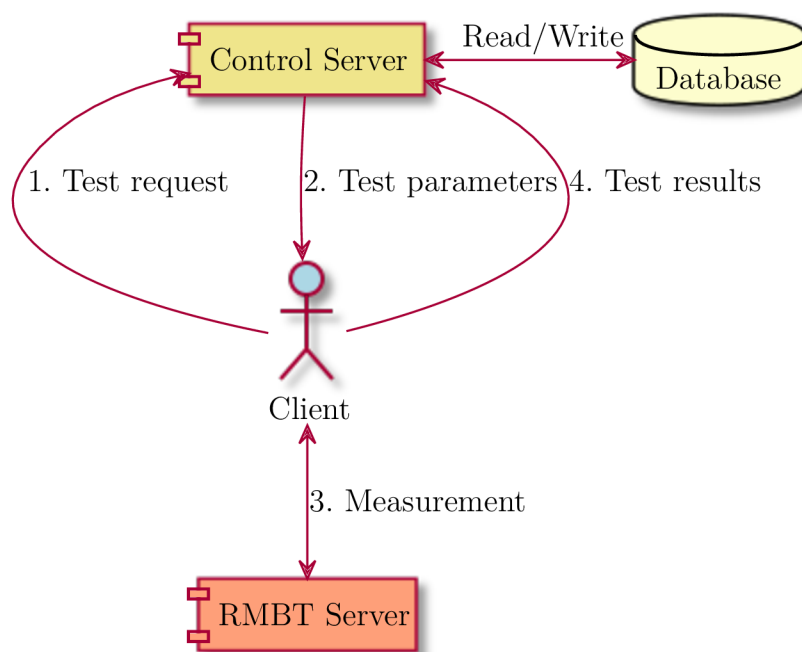 Read/Write
Control Server
Database
1. Test request
2. Test parameters
4. Test results
Client
3. Measurement
RMBT Server